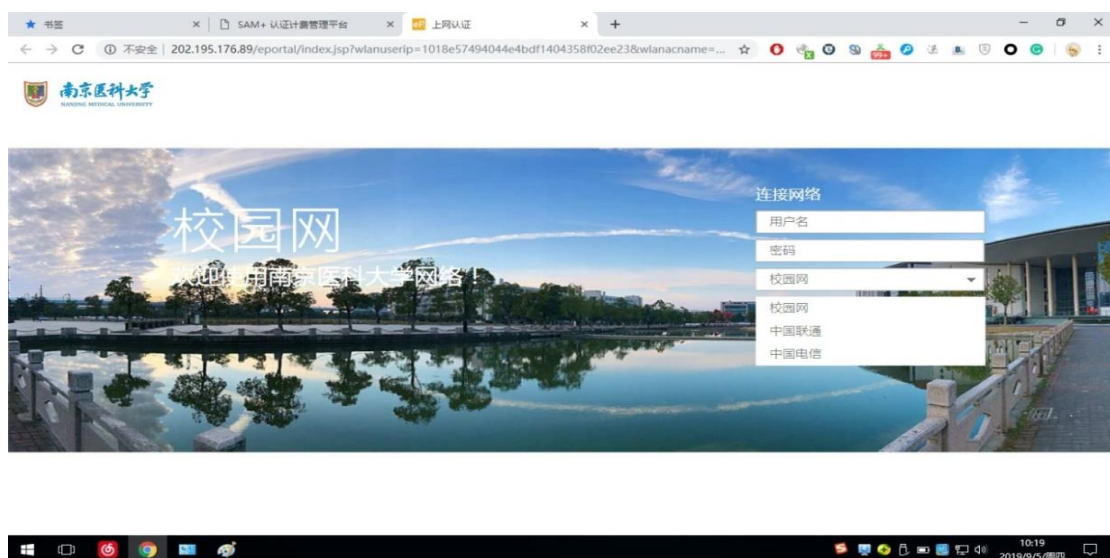 书签
SAM+ 认证计费管理平台
上网认证
不安全 | 202.195.176.89/eportal/index.jsp?wlanuserip=1018e57494044e4bdf1404358f02ee23&wlanacname=...
99+
南京医科大学
NANJING MEDICAL UNIVERSITY
连接网络
校园网
欢迎使用南京医科大学网络!
用户名
密码
校园网
校园网
中国联通
中国电信
10:19
2019/9/5/周四